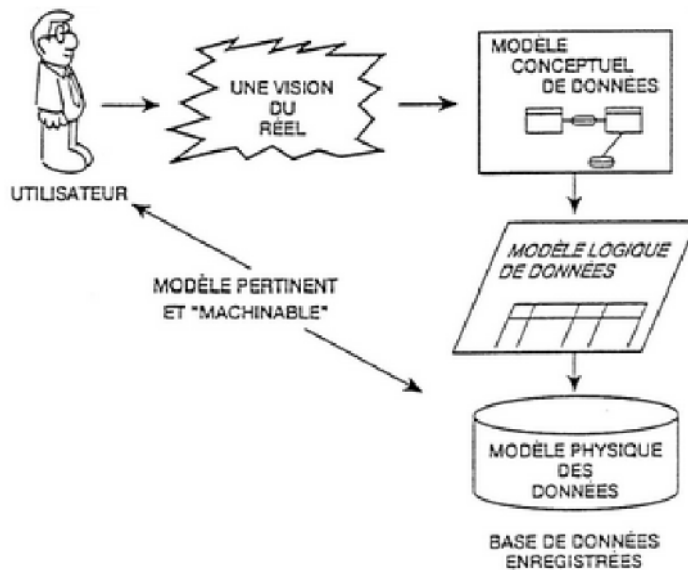 UTILISATEUR
UNE VISION
DU
RÉEL
MODÈLE
CONCEPTUEL
DE DONNÉES
MODÈLE LOGIQUE
DE DONNÉES
MODÈLE PERTINENT
ET "MACHINABLE"
MODÈLE PHYSIQUE
DES
DONNÉES
BASE DE DONNÉES
ENREGISTRÉES